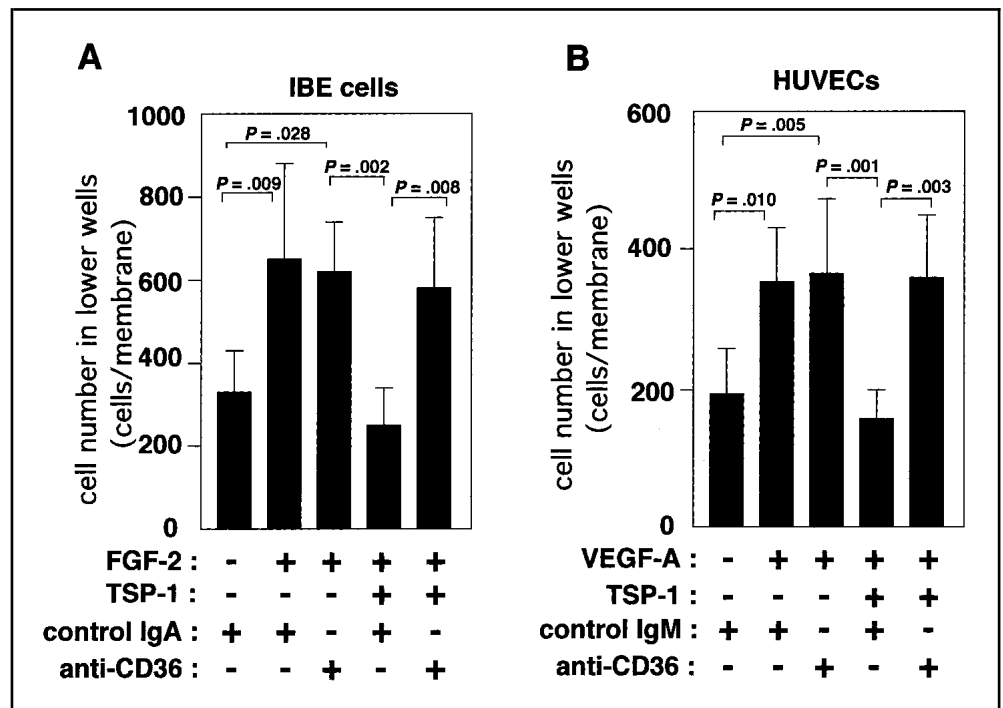 A
IBE cells
1000
800
600
400
200
0
cell number in lower wells
(cells/membrane)
P = .028
P = .002
P = .009
P = .008
FGF-2 : - + + + +
TSP-1 : - - - + +
control IgA : + + - + -
anti-CD36 : - - + - +
B
HUVECs
600
400
200
0
cell number in lower wells
(cells/membrane)
P = .005
P = .001
P = .010
P = .003
VEGF-A : - + + + +
TSP-1 : - - - + +
control IgM : + + - + -
anti-CD36 : - - + - +